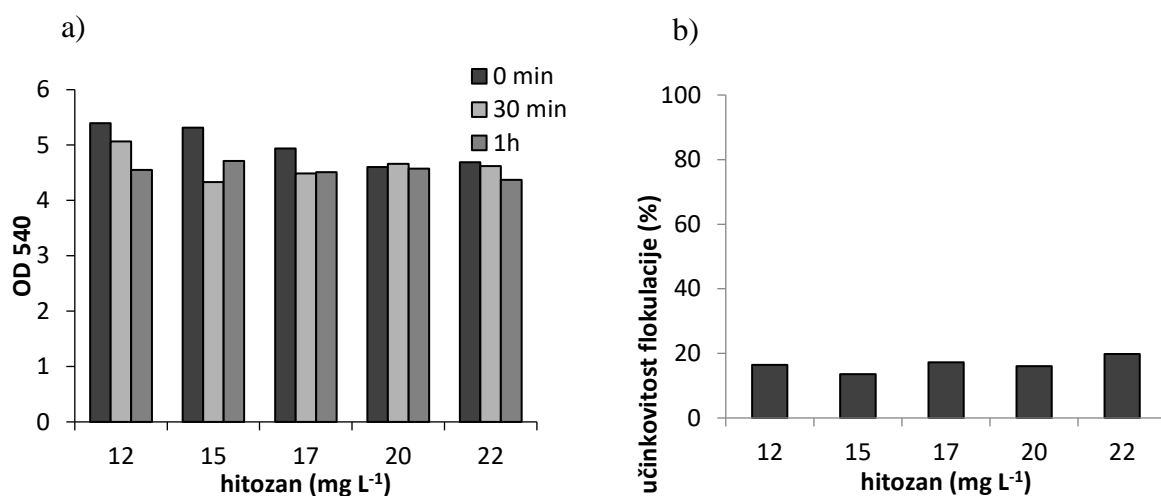 a)
0 min
30 min
1h
6
5
4
3
2
1
0
OD 540
12 15 17 20 22
hitozan (mg L⁻¹)
b)
100
80
60
40
20
0
učinkovitost flokulacije (%)
12 15 17 20 22
hitozan (mg L⁻¹)